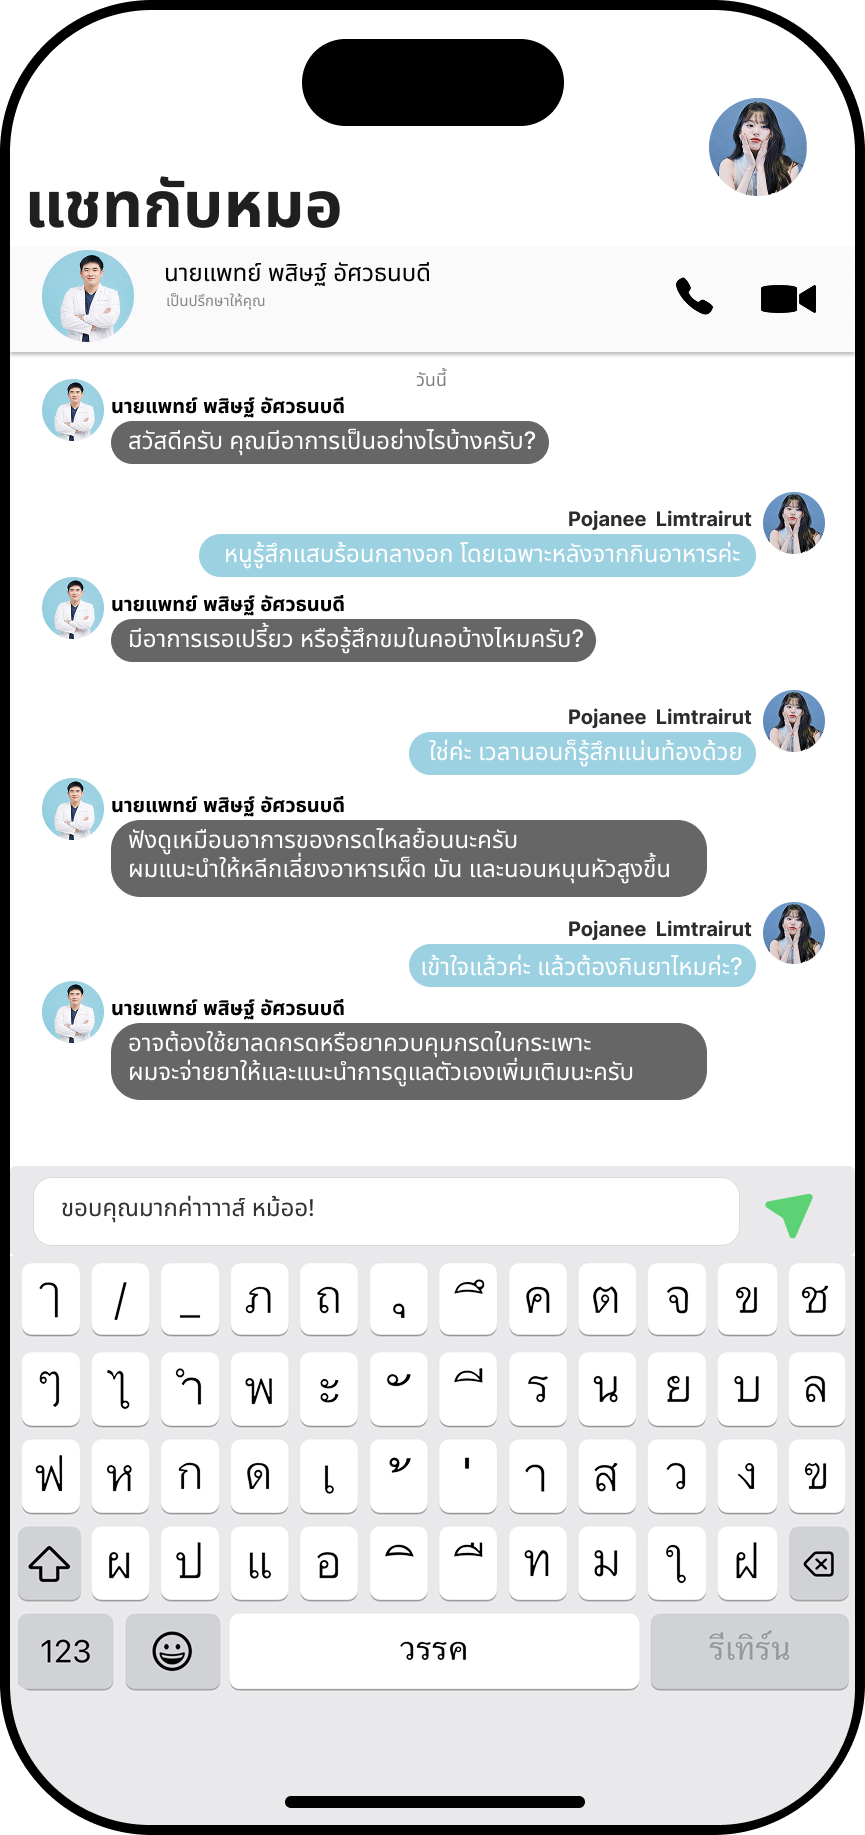 แชทกับหมอ
นายแพทย์ พสิษฐ์ อัศวธนบดี
เป็นปรึกษาให้คุณ
วันนี้
นายแพทย์ พสิษฐ์ อัศวธนบดี
สวัสดีครับ คุณมีอาการเป็นอย่างไรบ้างครับ?
Pojanee Limtrairut
หนูรู้สึกแสบร้อนกลางอก โดยเฉพาะหลังจากกินอาหารค่ะ
นายแพทย์ พสิษฐ์ อัศวธนบดี
มีอาการเรอเปรี้ยว หรือรู้สึกขมในคอบ้างไหมครับ?
Pojanee Limtrairut
ใช่ค่ะ เวลานอนก็รู้สึกแน่นท้องด้วย
นายแพทย์ พสิษฐ์ อัศวธนบดี
ฟังดูเหมือนอาการของกรดไหลย้อนนะครับ
ผมแนะนำให้หลีกเลี่ยงอาหารเผ็ด มัน และนอนหนุนหัวสูงขึ้น
Pojanee Limtrairut
เข้าใจแล้วค่ะ แล้วต้องกินยาไหมค่ะ?
นายแพทย์ พสิษฐ์ อัศวธนบดี
อาจต้องใช้ยาลดกรดหรือยาควบคุมกรดในกระเพาะ
ผมจะจ่ายยาให้และแนะนำการดูแลตัวเองเพิ่มเติมนะครับ
ขอบคุณมากค่าาาาส์ หม้ออ!
ๅ / _ ภ ถ ุ ึ ค ต จ ข ช
ๆ ไ ำ พ ะ ั ี ร น ย บ ล
ฟ ห ก ด เ ้ ่ า ส ว ง ฃ
ผ ป แ อ ิ ื ท ม ใ ฝ
123 วรรค รีเทิร์น